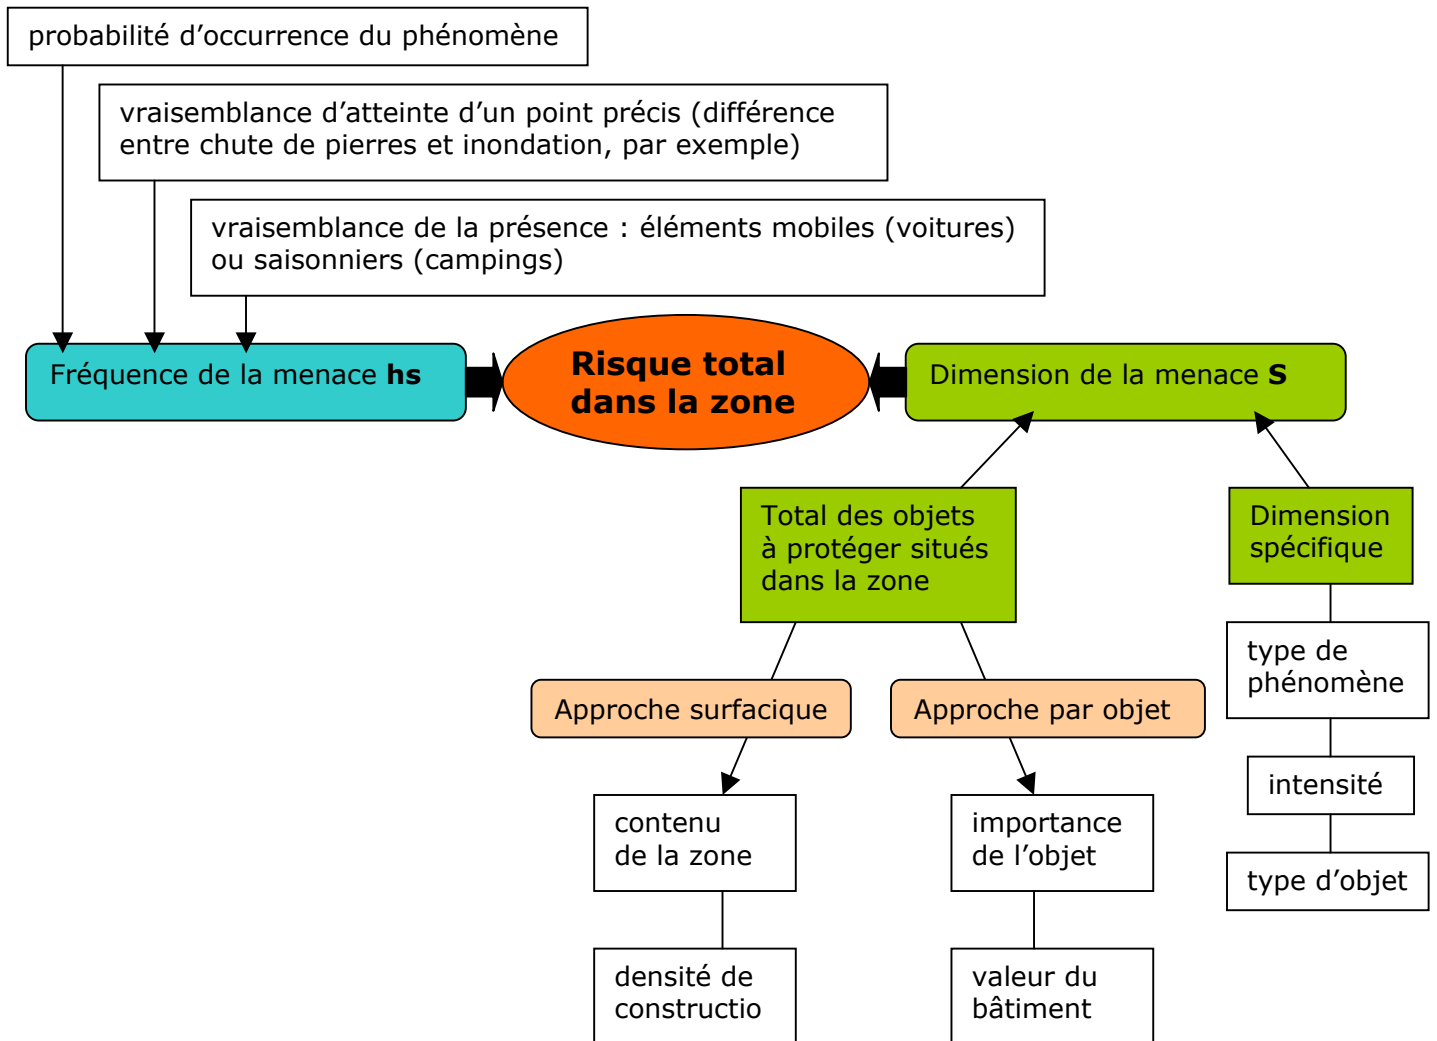 probabilité d’occurrence du phénomène
vraisemblance d’atteinte d’un point précis (différence
entre chute de pierres et inondation, par exemple)
vraisemblance de la présence : éléments mobiles (voitures)
ou saisonniers (campings)
Fréquence de la menace hs
Risque total
dans la zone
Dimension de la menace S
Total des objets
à protéger situés
dans la zone
Dimension
spécifique
Approche surfacique
Approche par objet
type de
phénomène
contenu
de la zone
importance
de l’objet
intensité
type d’objet
densité de
constructio
valeur du
bâtiment